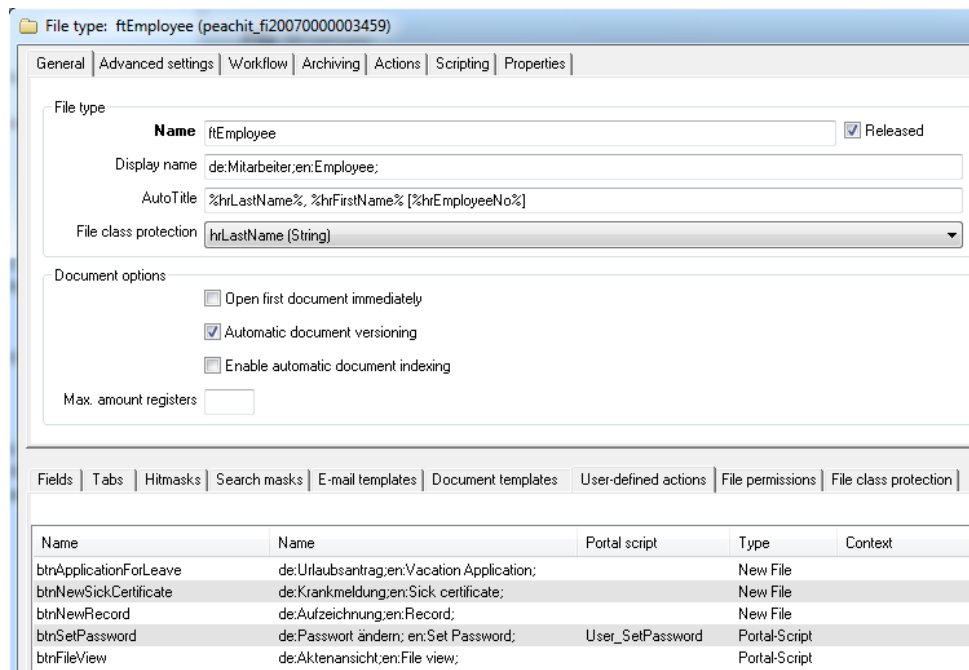 File type: ftEmployee (peachit_fi20070000003459)
General Advanced settings Workflow Archiving Actions Scripting Properties
File type
Name ftEmployee Released
Display name de:Mitarbeiter;en:Employee;
AutoTitle %hrLastName%, %hrFirstName% [%hrEmployeeNo%]
File class protection hrLastName (String)
Document options
Open first document immediately
Automatic document versioning
Enable automatic document indexing
Max. amount registers
Fields Tabs Hitmasks Search masks E-mail templates Document templates User-defined actions File permissions File class protection
Name Name Portal script Type Context
btnApplicationForLeave de:Urlaubsantrag;en:Vacation Application; New File
btnNewSickCertificate de:Krankmeldung;en:Sick certificate; New File
btnNewRecord de:Aufzeichnung;en:Record; New File
btnSetPassword de:Passwort ändern; en:Set Password; User_SetPassword Portal-Script
btnFileView de:Aktenansicht;en:File view; Portal-Script